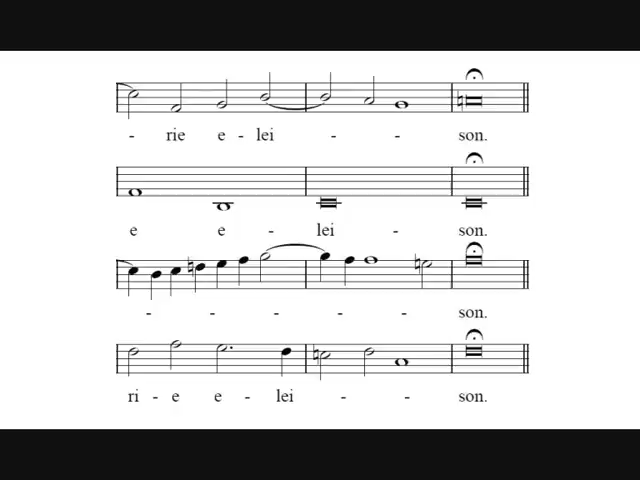 - rie e - lei - - son.
e e - lei - son.
- - - - - son.
ri - e e - lei - - son.